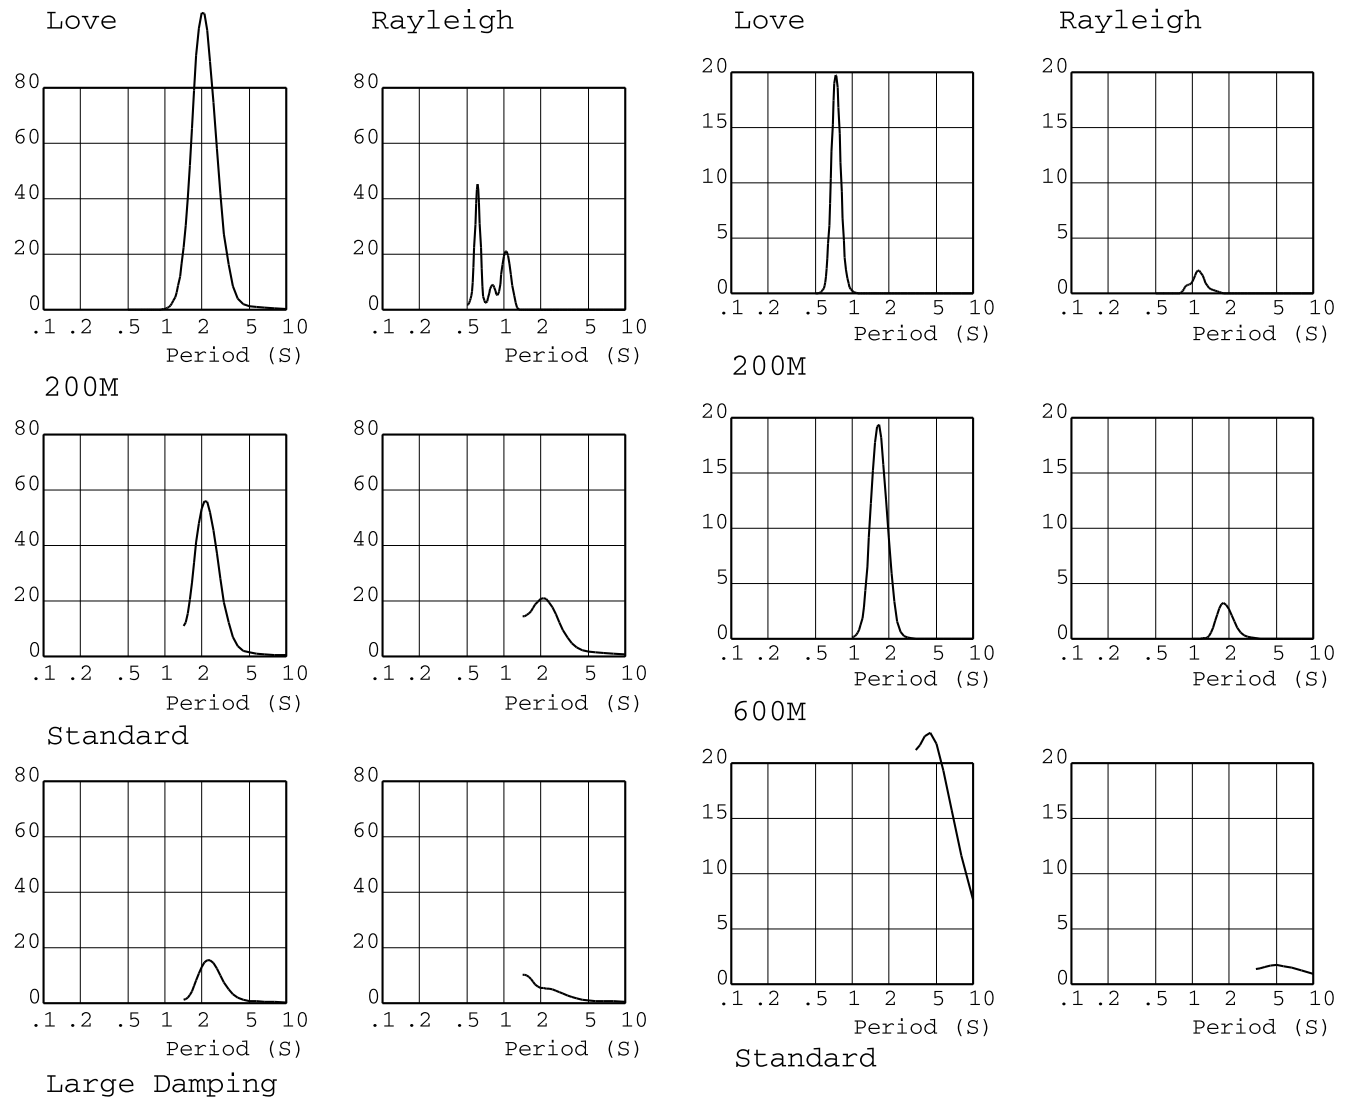 Love Rayleigh Love Rayleigh
80 80 20 20
60 60 15 15
40 40 10 10
20 20 5 5
0 0 0 0
.1 .2 .5 1 2 5 10 .1 .2 .5 1 2 5 10 .1 .2 .5 1 2 5 10 .1 .2 .5 1 2 5 10
Period (S) Period (S) Period (S) Period (S)
200M 200M
80 80 20 20
60 60 15 15
40 40 10 10
20 20 5 5
0 0 0 0
.1 .2 .5 1 2 5 10 .1 .2 .5 1 2 5 10 .1 .2 .5 1 2 5 10 .1 .2 .5 1 2 5 10
Period (S) Period (S) Period (S) Period (S)
Standard 600M
80 80 20 20
60 60 15 15
40 40 10 10
20 20 5 5
0 0 0 0
.1 .2 .5 1 2 5 10 .1 .2 .5 1 2 5 10 .1 .2 .5 1 2 5 10 .1 .2 .5 1 2 5 10
Period (S) Period (S) Period (S) Period (S)
Large Damping Standard